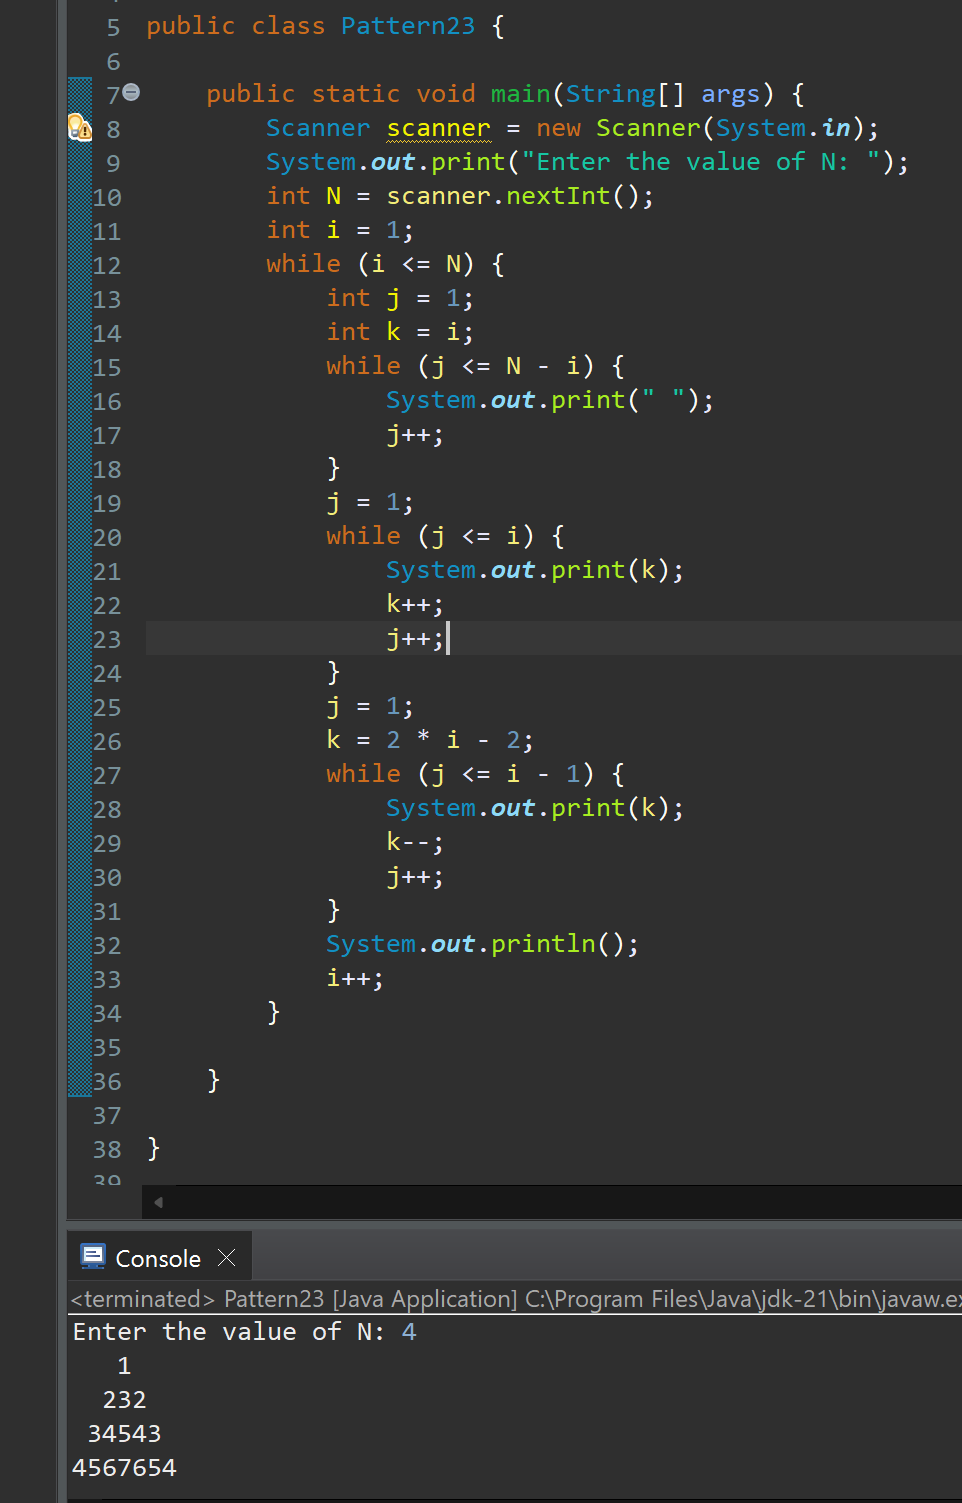 5 public class Pattern23 {
6
7 public static void main(String[] args) {
8 Scanner scanner = new Scanner(System.in);
9 System.out.print("Enter the value of N: ");
10 int N = scanner.nextInt();
11 int i = 1;
12 while (i <= N) {
13 int j = 1;
14 int k = i;
15 while (j <= N - i) {
16 System.out.print(" ");
17 j++;
18 }
19 j = 1;
20 while (j <= i) {
21 System.out.print(k);
22 k++;
23 j++;
24 }
25 j = 1;
26 k = 2 * i - 2;
27 while (j <= i - 1) {
28 System.out.print(k);
29 k--;
30 j++;
31 }
32 System.out.println();
33 i++;
34 }
35
36 }
37
38 }
39
Console
<terminated> Pattern23 [Java Application] C:\Program Files\Java\jdk-21\bin\javaw.ex
Enter the value of N: 4
1
232
34543
4567654